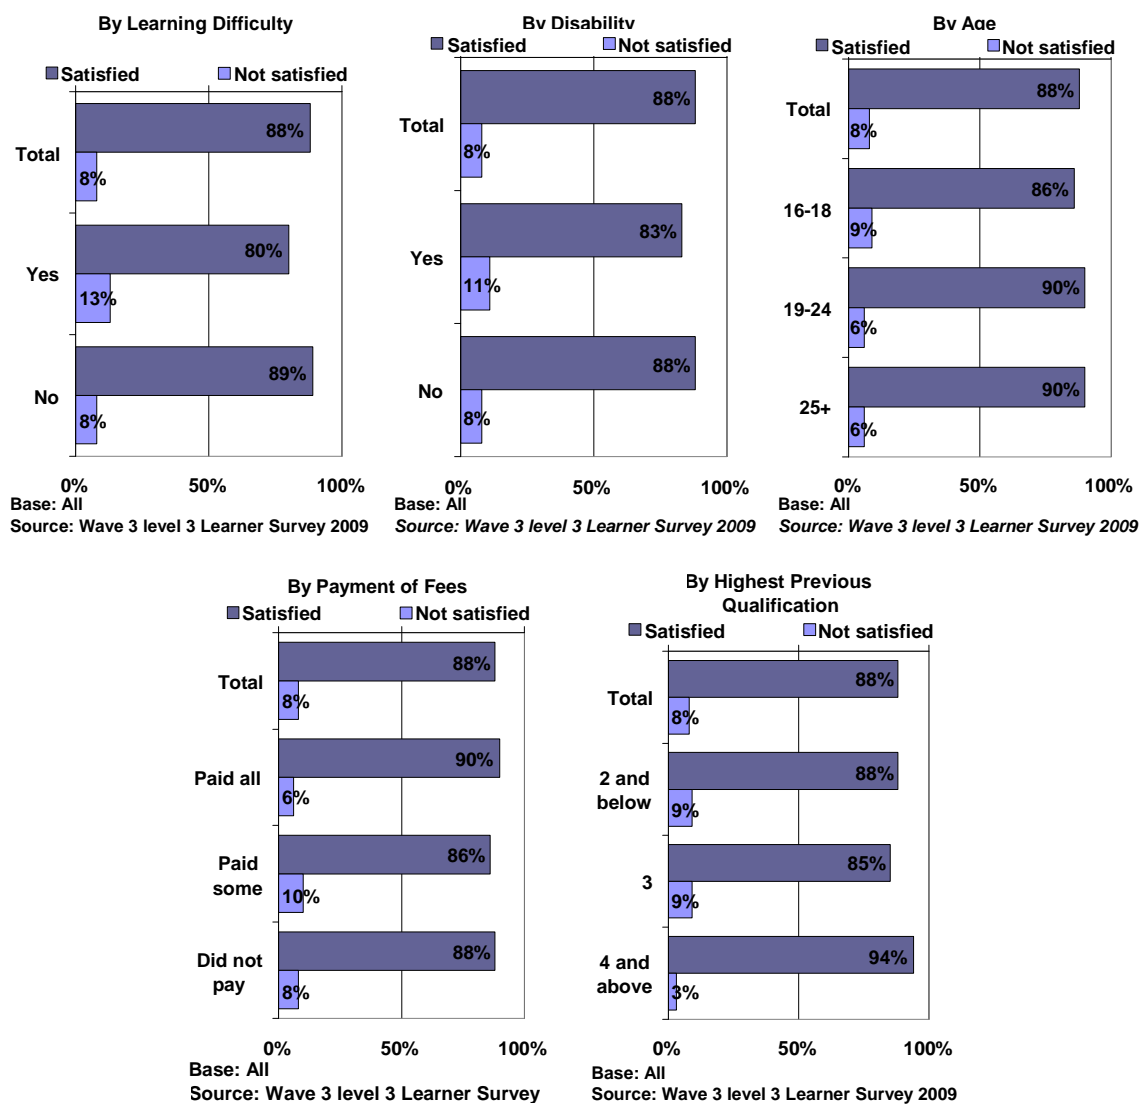 By Learning Difficulty
Satisfied Not satisfied
Total
88%
8%
Yes
80%
13%
No
89%
8%
0% 50% 100%
Base: All
Source: Wave 3 level 3 Learner Survey 2009
By Disability
Satisfied Not satisfied
Total
88%
8%
Yes
83%
11%
No
88%
8%
0% 50% 100%
Base: All
Source: Wave 3 level 3 Learner Survey 2009
By Age
Satisfied Not satisfied
Total
88%
8%
16-18
86%
9%
19-24
90%
6%
25+
90%
6%
0% 50% 100%
Base: All
Source: Wave 3 level 3 Learner Survey 2009
By Payment of Fees
Satisfied Not satisfied
Total
88%
8%
Paid all
90%
6%
Paid
some
86%
10%
Did not
pay
88%
8%
0% 50% 100%
Base: All
Source: Wave 3 level 3 Learner Survey
By Highest Previous
Qualification
Satisfied Not satisfied
Total
88%
8%
2 and
below
88%
9%
3
85%
9%
4 and
above
94%
3%
0% 50% 100%
Base: All
Source: Wave 3 level 3 Learner Survey 2009